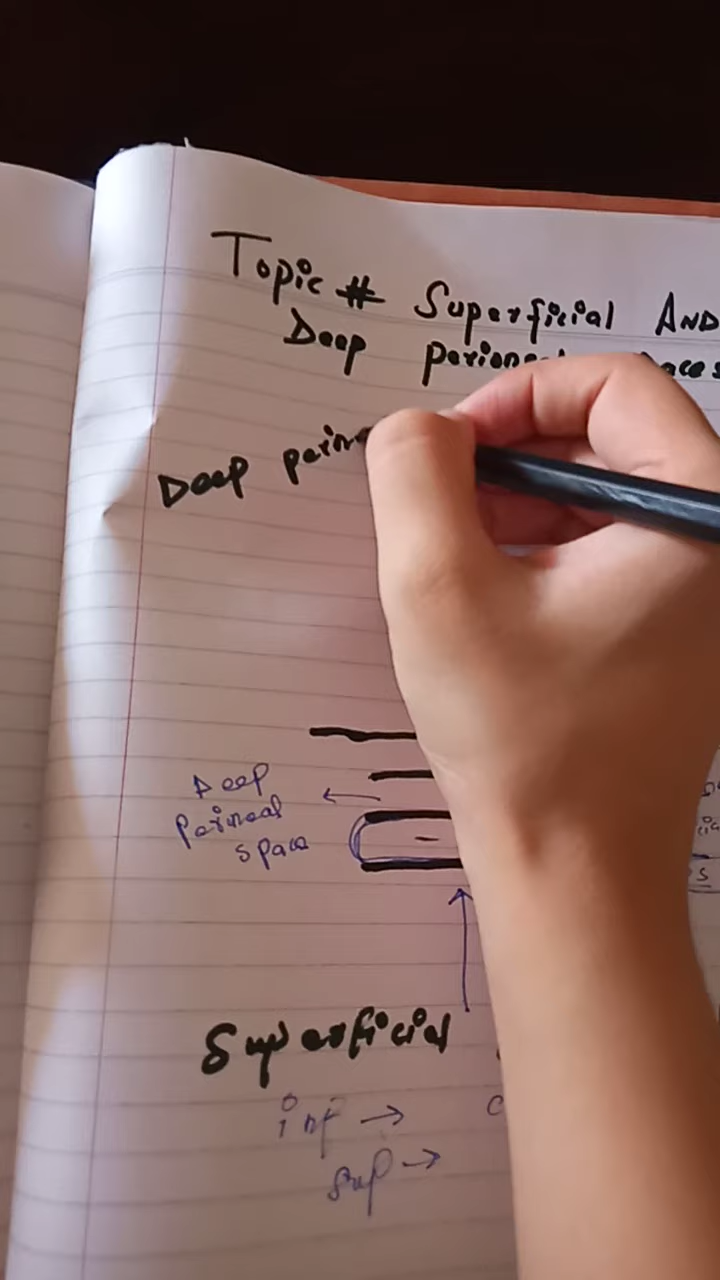 Topic # Superficial AND
Deep
Deep
Deep
perineal
space
Superficial
inf →
sup →